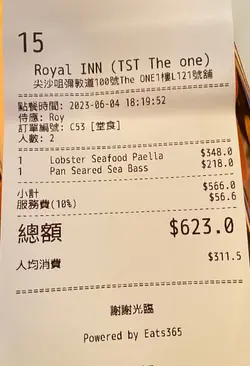 15
Royal INN (TST The one)
尖沙咀彌敦道100號The ONE1樓L121號舖
點餐時間: 2023-06-04 18:19:52
侍應: Roy
訂單編號: C53 [堂食]
人數: 2
1 Lobster Seafood Paella $348.0
1 Pan Seared Sea Bass $218.0
小計 $566.0
服務費(10%) $56.6
總額 $623.0
人均消費 $311.5
謝謝光臨
Powered by Eats365